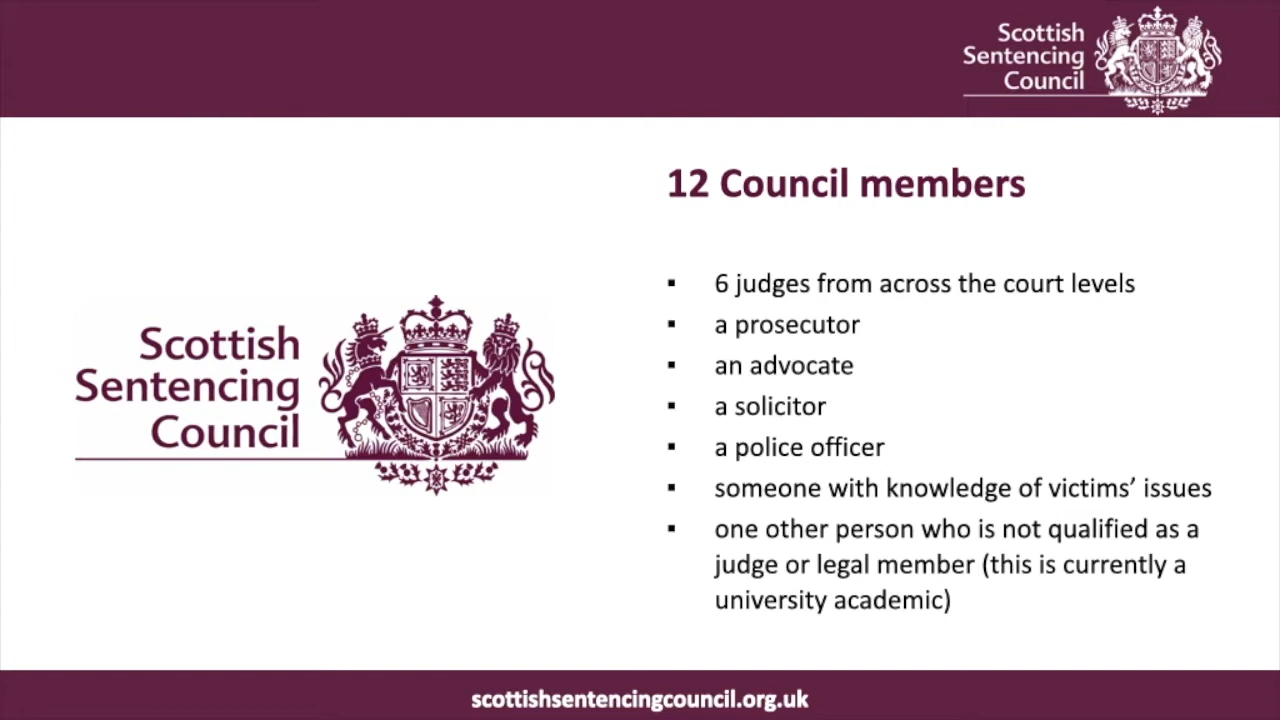 Scottish
Sentencing
Council
12 Council members
▪ 6 judges from across the court levels
▪ a prosecutor
▪ an advocate
▪ a solicitor
▪ a police officer
▪ someone with knowledge of victims’ issues
▪ one other person who is not qualified as a
judge or legal member (this is currently a
university academic)
Scottish
Sentencing
Council
scottishsentencingcouncil.org.uk